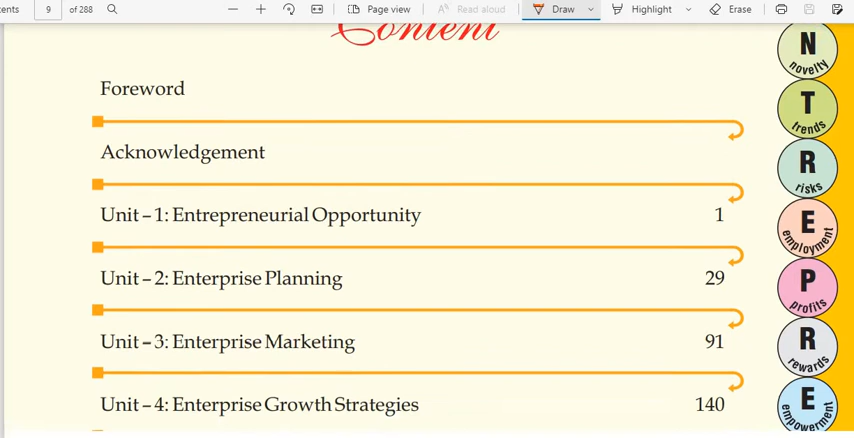 9 of 288
Page view
Read aloud
Draw
Highlight
Erase
Content
Foreword
Acknowledgement
Unit – 1: Entrepreneurial Opportunity 1
Unit – 2: Enterprise Planning 29
Unit – 3: Enterprise Marketing 91
Unit – 4: Enterprise Growth Strategies 140
N
novelty
T
trends
R
risks
E
employment
P
profits
R
rewards
E
empowerment